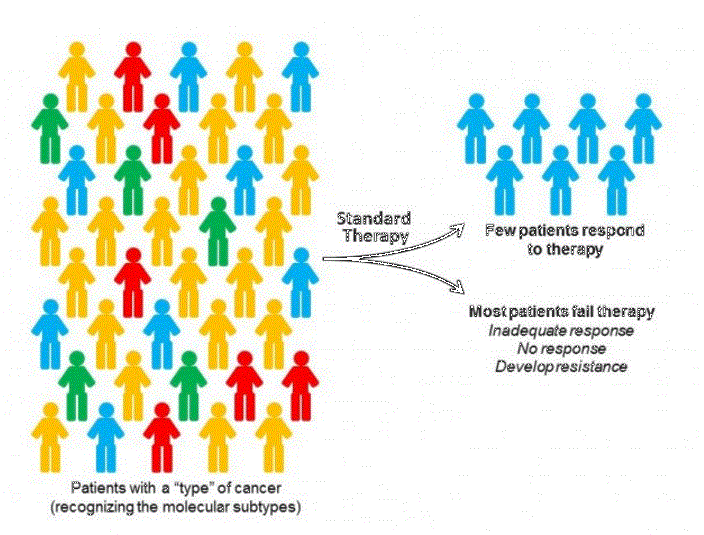 Standard
Therapy
Few patients respond
to therapy
Most patients fail therapy
Inadequate response
No response
Develop resistance
Patients with a “type” of cancer
(recognizing the molecular subtypes)